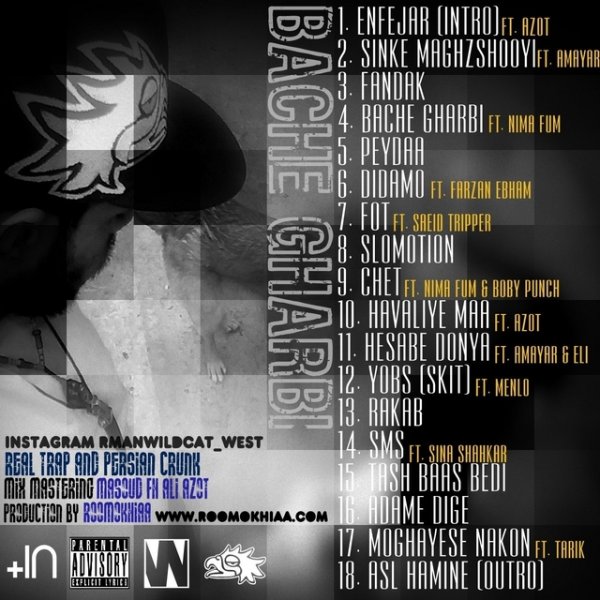 BACHE GHARBI
1. ENFEJAR (INTRO) FT. AZOT
2. SINKE MAGHZSHOOYI FT. AMAYAR
3. FANDAK
4. BACHE GHARBI FT. NIMA FUM
5. PEYDAA
6. DIDAMO FT. FARZAN EBHAM
7. FOT FT. SAEID TRIPPER
8. SLOMOTION
9. CHET FT. NIMA FUM & BOBY PUNCH
10. HAVALIYE MAA FT. AZOT
11. HESABE DONYA FT. AMAYAR & ELI
12. YOBS (SKIT) FT. MENLO
13. RAKAB
14. SMS FT. SINA SHAHKAR
15. TASH BAAS BEDI
16. ADAME DIGE
17. MOGHAYESE NAKON FT. TARIK
18. ASL HAMINE (OUTRO)
INSTAGRAM RMANWILDCAT_WEST
REAL TRAP AND PERSIAN CRUNK
MIX MASTERING MASOUD FN ALI AZOT
PRODUCTION BY ROOMOKHIAA WWW.ROOMOKHIAA.COM
+IN
PARENTAL
ADVISORY
EXPLICIT LYRICS
W